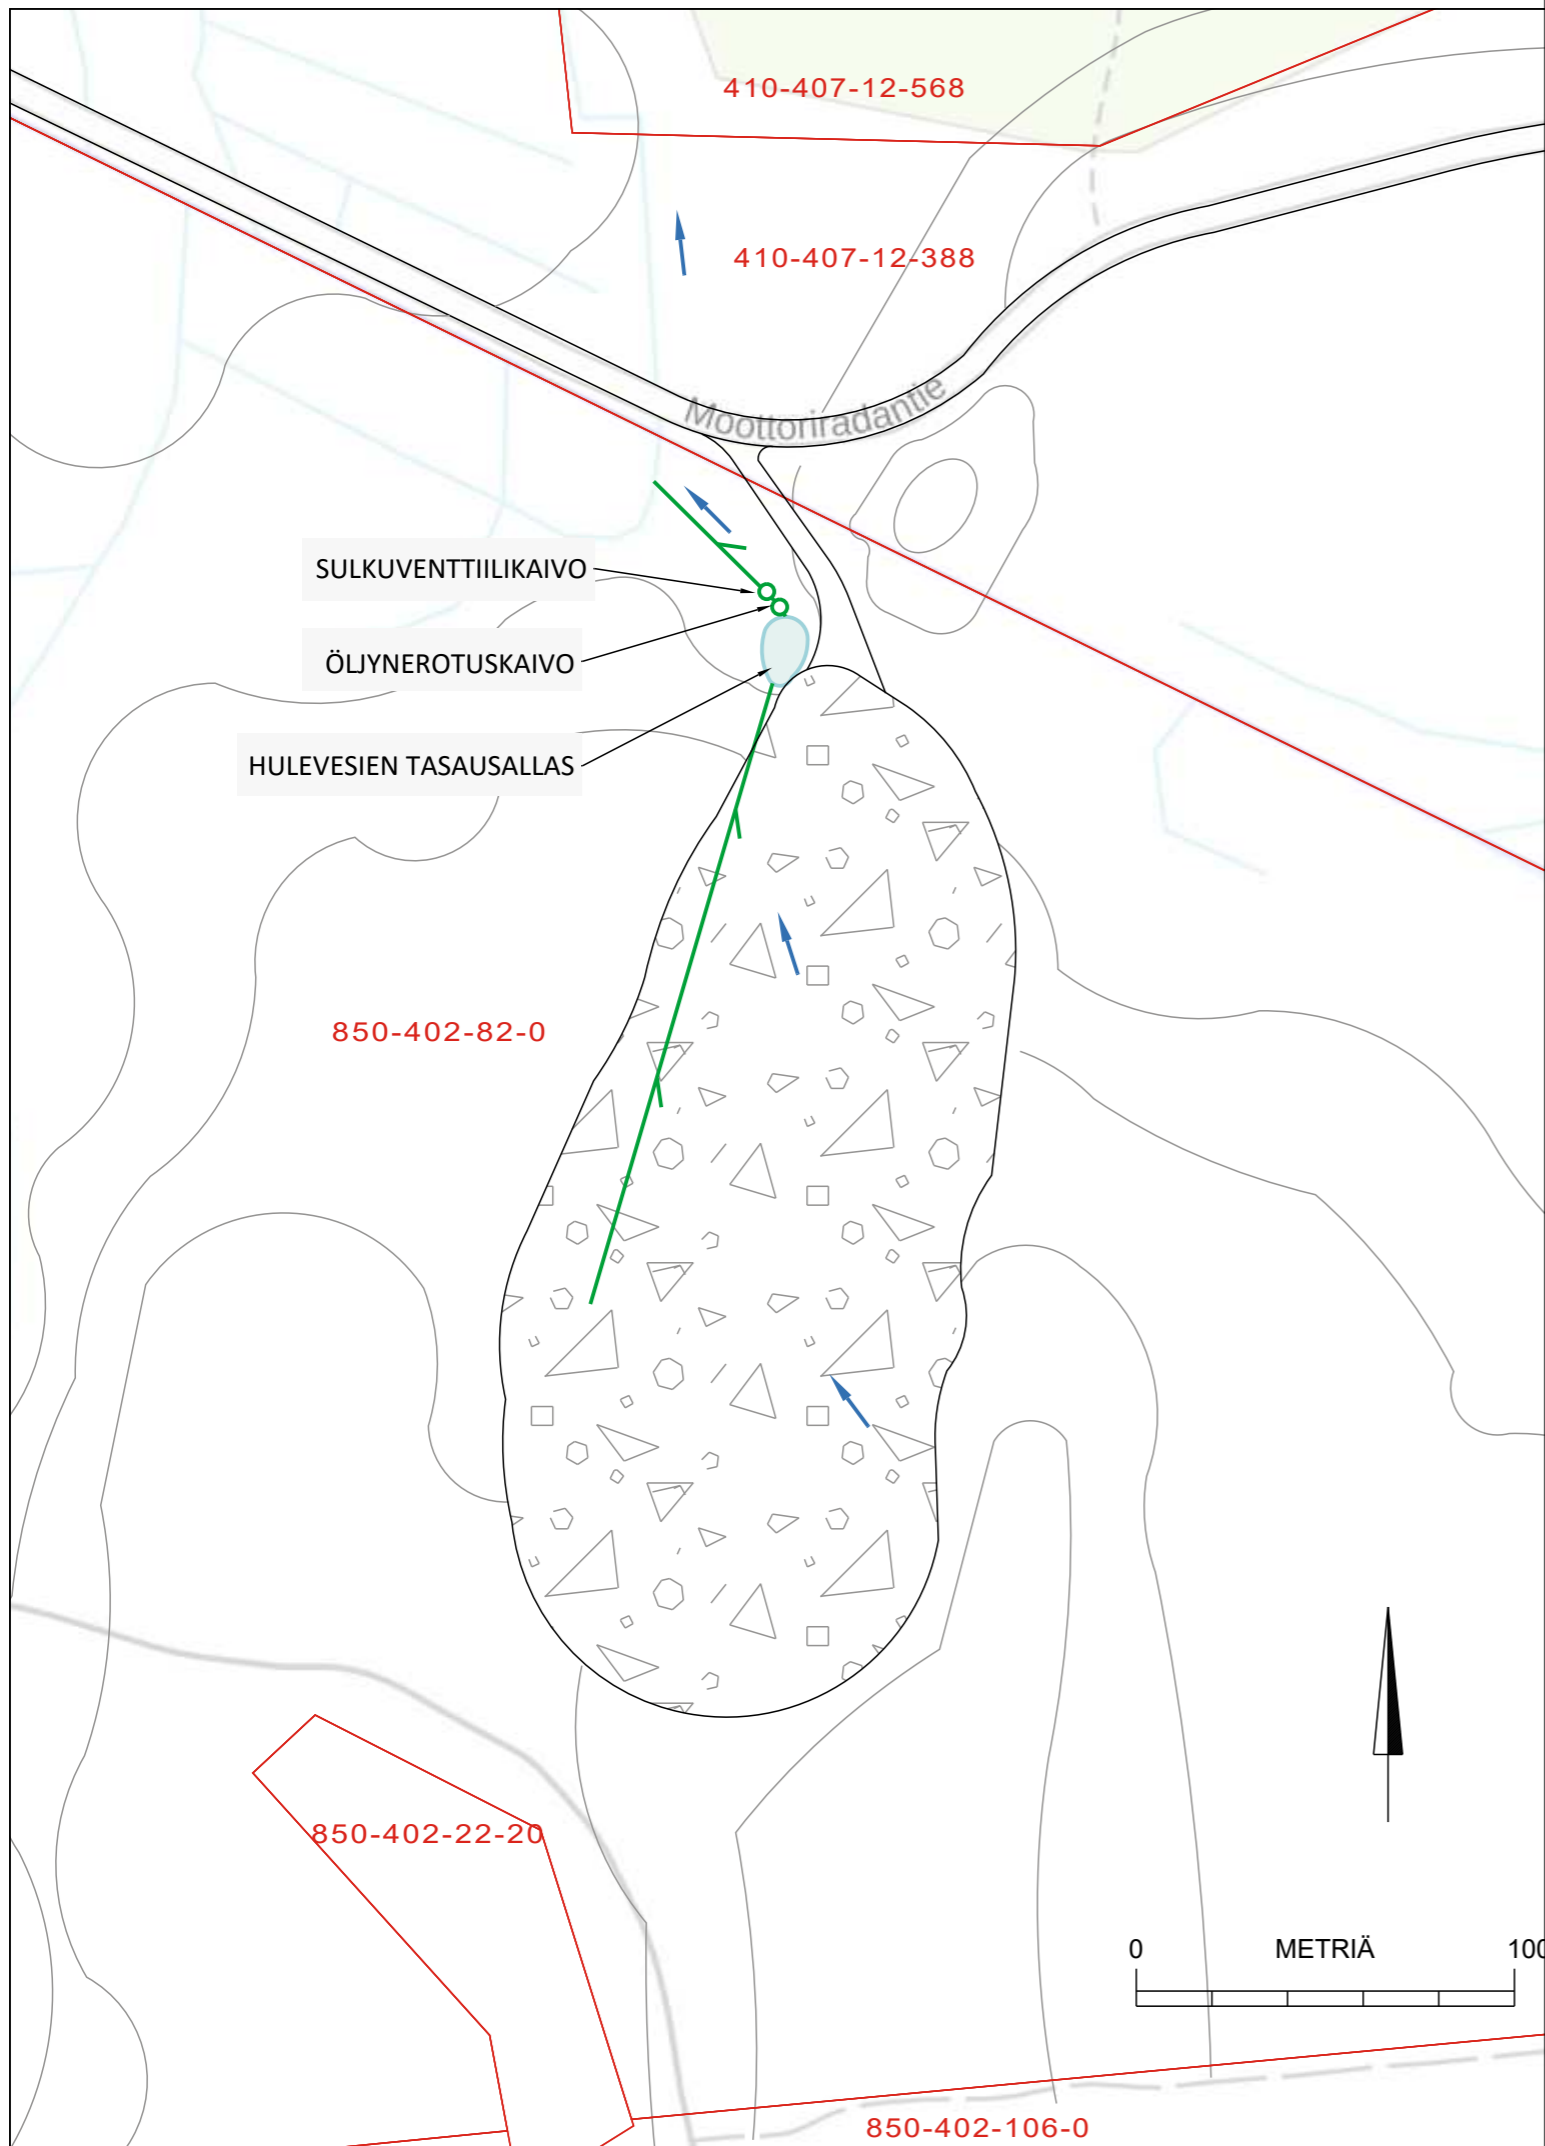 410-407-12-568
410-407-12-388
Moottoriradantie
SULKUVENTTIILIKAIVO
ÖLJYNEROTUSKAIVO
HULEVESIEN TASAUSALLAS
850-402-82-0
850-402-22-20
0 METRIÄ 100
850-402-106-0